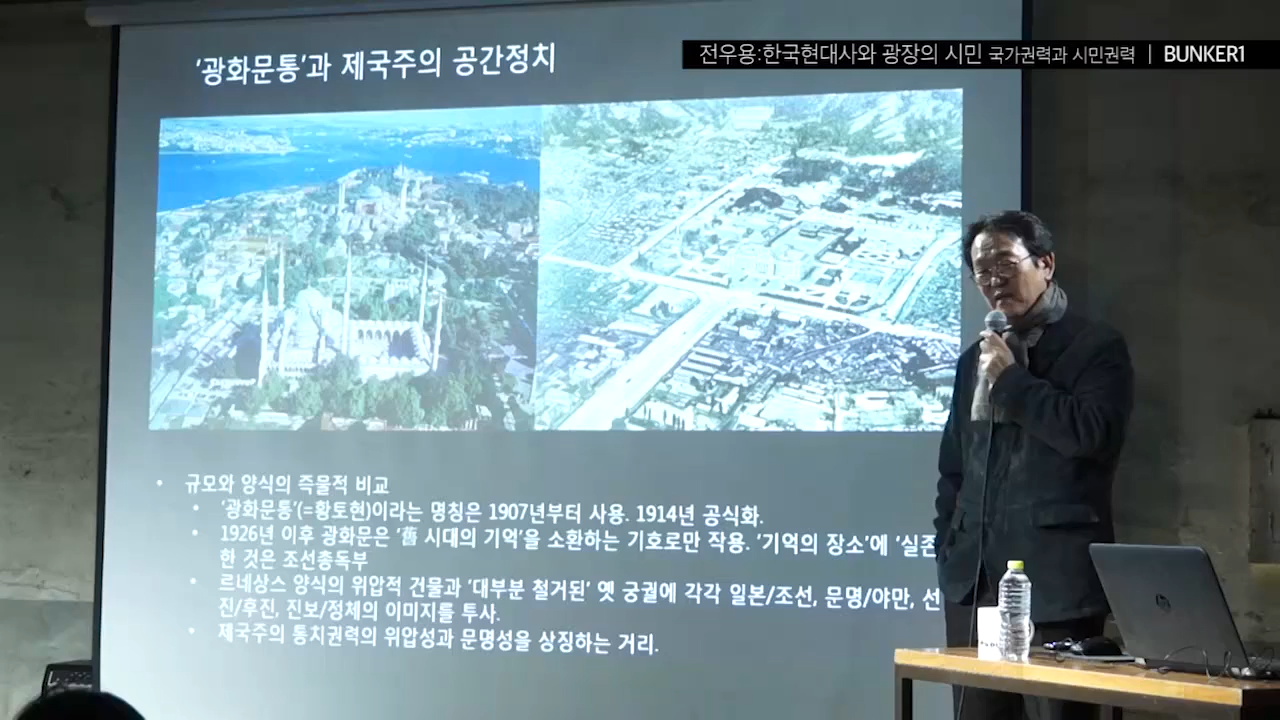 전우용:한국현대사와 광장의 시민 국가권력과 시민권력 | BUNKER1
'광화문통'과 제국주의 공간정치
• 규모와 양식의 즉물적 비교
• '광화문통'(=황토현)이라는 명칭은 1907년부터 사용. 1914년 공식화.
• 1926년 이후 광화문은 '舊 시대의 기억'을 소환하는 기호로만 작용. '기억의 장소'에 '실존
한 것은 조선총독부
• 르네상스 양식의 위압적 건물과 '대부분 철거된' 옛 궁궐에 각각 일본/조선, 문명/야만, 선
진/후진, 진보/정체의 이미지를 투사.
• 제국주의 통치권력의 위압성과 문명성을 상징하는 거리.
hp